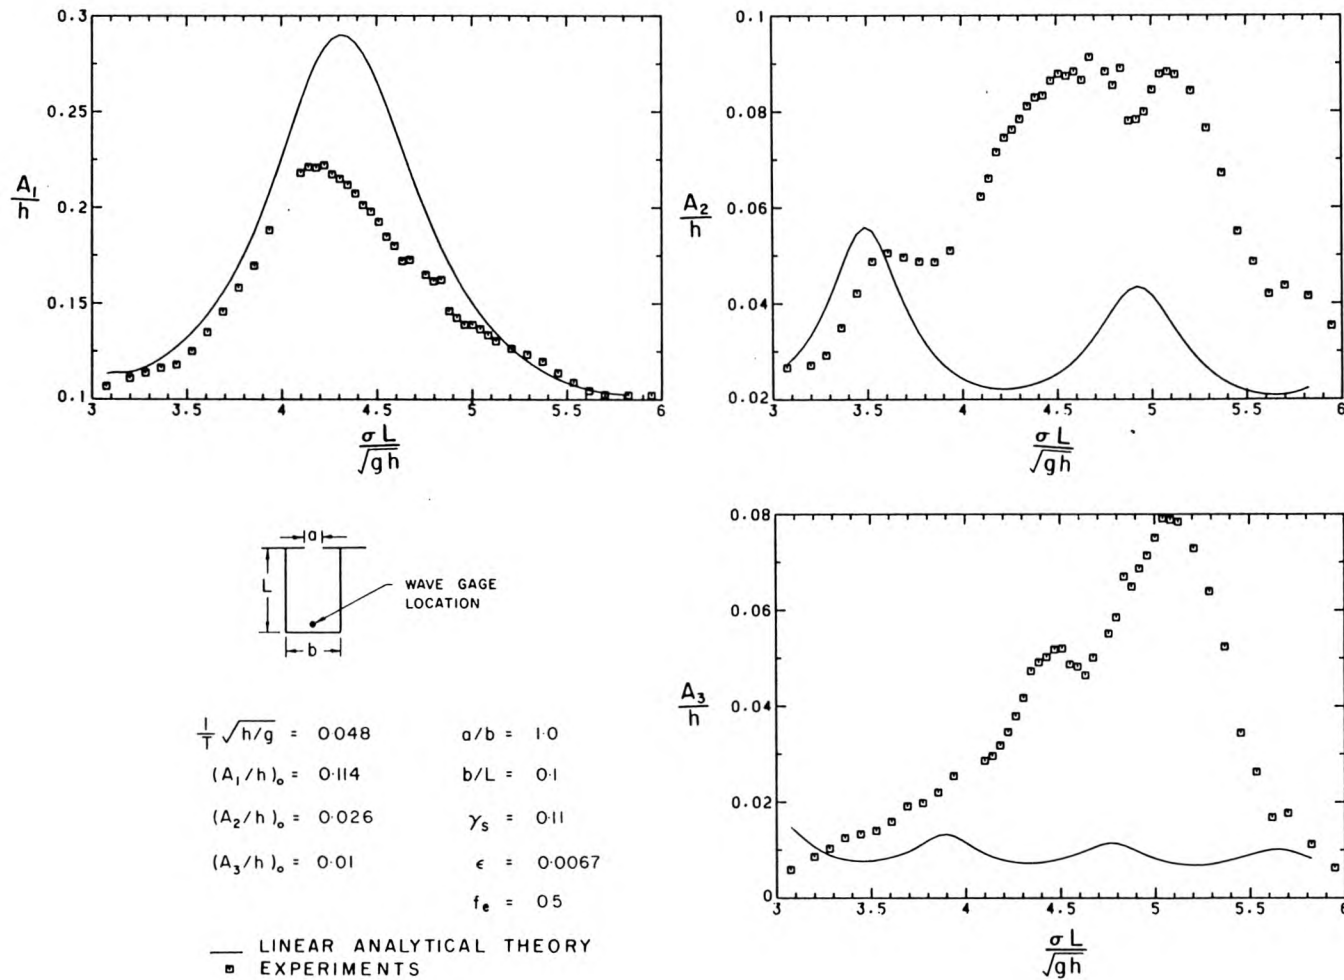 0.3
0.25
0.2
0.15
0.1
A₁/h
3 3.5 4 4.5 5 5.5 6
σL/√gh
0.1
0.08
0.06
0.04
0.02
A₂/h
3 3.5 4 4.5 5 5.5 6
σL/√gh
a
L
b
WAVE GAGE
LOCATION
1/T √h/g = 0·048
a/b = 1·0
(A₁/h)ₒ = 0·114
b/L = 0·1
(A₂/h)ₒ = 0·026
γₛ = 0·11
(A₃/h)ₒ = 0·01
ϵ = 0·0067
fₑ = 05
LINEAR ANALYTICAL THEORY
EXPERIMENTS
0.08
0.06
0.04
0.02
0
A₃/h
3 3.5 4 4.5 5 5.5 6
σL/√gh